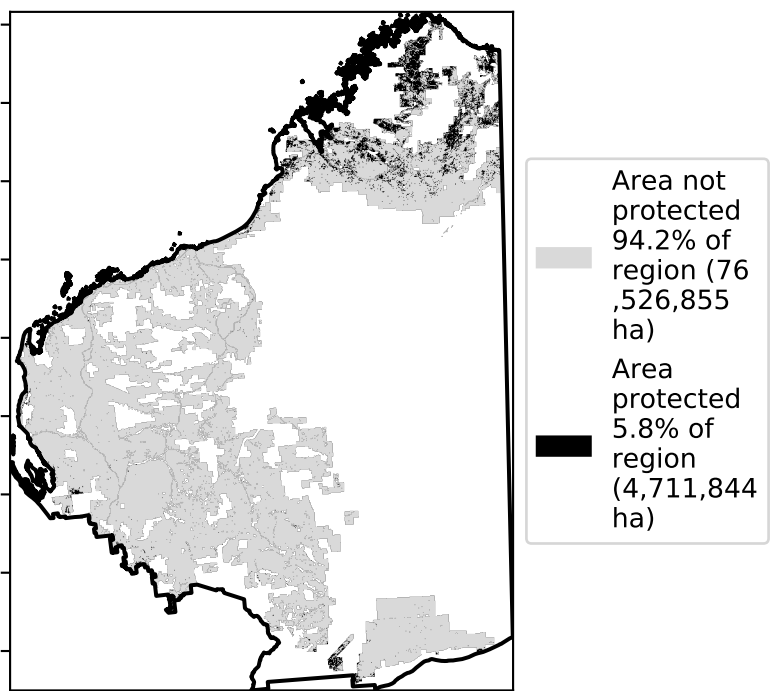 Area not
protected
94.2% of
region (76
,526,855
ha)
Area
protected
5.8% of
region
(4,711,844
ha)